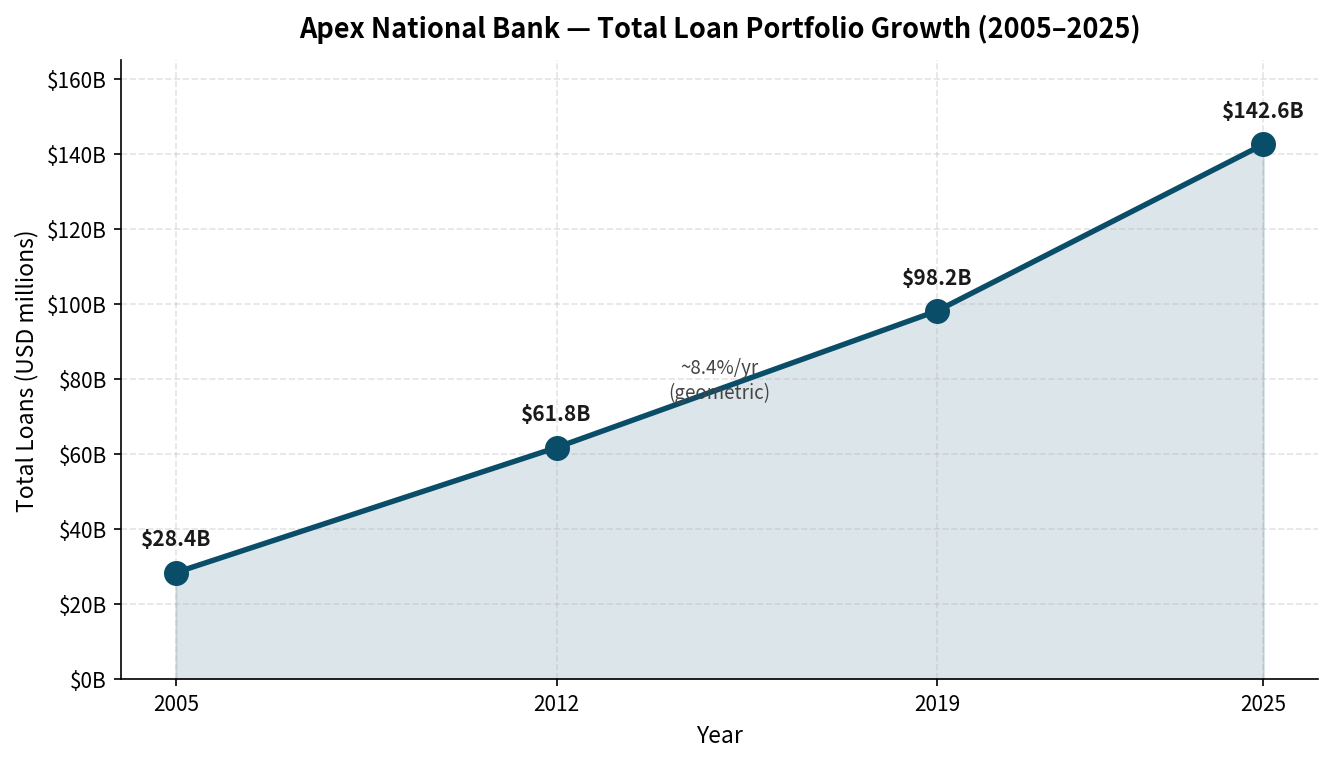 Apex National Bank — Total Loan Portfolio Growth (2005–2025)
Total Loans (USD millions)
$160B
$140B
$120B
$100B
$80B
$60B
$40B
$20B
$0B
$28.4B
$61.8B
~8.4%/yr
(geometric)
$98.2B
$142.6B
2005
2012
2019
2025
Year